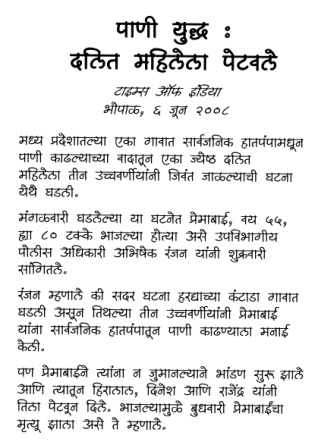 पाणी युद्ध :
दलित महिलेला पेटवले
टाइम्स ऑफ इंडिया
भोपाळ, ६ जून २००८
मध्य प्रदेशातल्या एका गावात सार्वजनिक हातपंपामधून
पाणी काढल्याच्या वादातून एका ज्येष्ठ दलित
महिलेला तीन उच्चवर्णीयांनी जिवंत जाळल्याची घटना
येथे घडली.
मंगळवारी घडलेल्या या घटनेत प्रेमाबाई, वय ५५,
ह्या ८० टक्के भाजल्या होत्या असे उपविभागीय
पोलीस अधिकारी अभिषेक रंजन यांनी शुक्रवारी
सांगितले.
रंजन म्हणाले की सदर घटना हरद्याच्या कंटाडा गावात
घडली असून तिथल्या तीन उच्चवर्णीयांनी प्रेमाबाई
यांना सार्वजनिक हातपंपातून पाणी काढण्याला मनाई
केली.
पण प्रेमाबाईने त्यांना न जुमानल्याने भांडण सुरू झाले
आणि त्यातून हिरालाल, दिनेश आणि राजेंद्र यांनी
तिला पेटवून दिले. भाजल्यामुळे बुधवारी प्रेमाबाईंचा
मृत्यू झाला असे ते म्हणाले.